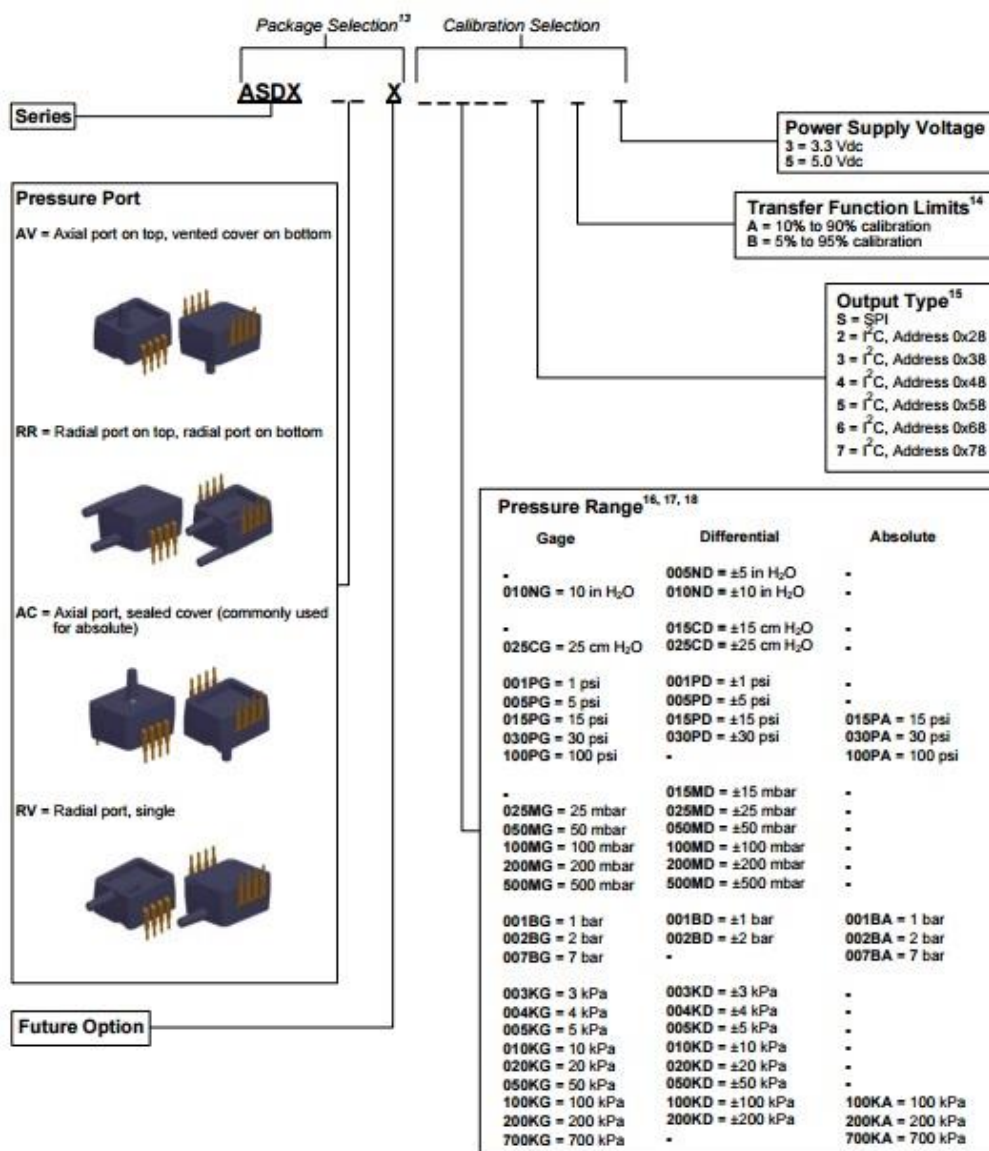 Package Selection13 Calibration Selection
ASDX _ _ X _ _ _ _ _ _ _
Series
Power Supply Voltage
3 = 3.3 Vdc
5 = 5.0 Vdc
Transfer Function Limits14
A = 10% to 90% calibration
B = 5% to 95% calibration
Output Type15
S = SPI
2 = I2C, Address 0x28
3 = I2C, Address 0x38
4 = I2C, Address 0x48
5 = I2C, Address 0x58
6 = I2C, Address 0x68
7 = I2C, Address 0x78
Pressure Port
AV = Axial port on top, vented cover on bottom
RR = Radial port on top, radial port on bottom
AC = Axial port, sealed cover (commonly used
for absolute)
RV = Radial port, single
Future Option
Pressure Range16, 17, 18
Gage Differential Absolute
- 005ND = ±5 in H2O -
010NG = 10 in H2O 010ND = ±10 in H2O -
- 015CD = ±15 cm H2O -
025CG = 25 cm H2O 025CD = ±25 cm H2O -
001PG = 1 psi 001PD = ±1 psi -
005PG = 5 psi 005PD = ±5 psi -
015PG = 15 psi 015PD = ±15 psi 015PA = 15 psi
030PG = 30 psi 030PD = ±30 psi 030PA = 30 psi
100PG = 100 psi - 100PA = 100 psi
- 015MD = ±15 mbar -
025MG = 25 mbar 025MD = ±25 mbar -
050MG = 50 mbar 050MD = ±50 mbar -
100MG = 100 mbar 100MD = ±100 mbar -
200MG = 200 mbar 200MD = ±200 mbar -
500MG = 500 mbar 500MD = ±500 mbar -
001BG = 1 bar 001BD = ±1 bar 001BA = 1 bar
002BG = 2 bar 002BD = ±2 bar 002BA = 2 bar
007BG = 7 bar - 007BA = 7 bar
003KG = 3 kPa 003KD = ±3 kPa -
004KG = 4 kPa 004KD = ±4 kPa -
005KG = 5 kPa 005KD = ±5 kPa -
010KG = 10 kPa 010KD = ±10 kPa -
020KG = 20 kPa 020KD = ±20 kPa -
050KG = 50 kPa 050KD = ±50 kPa -
100KG = 100 kPa 100KD = ±100 kPa 100KA = 100 kPa
200KG = 200 kPa 200KD = ±200 kPa 200KA = 200 kPa
700KG = 700 kPa - 700KA = 700 kPa